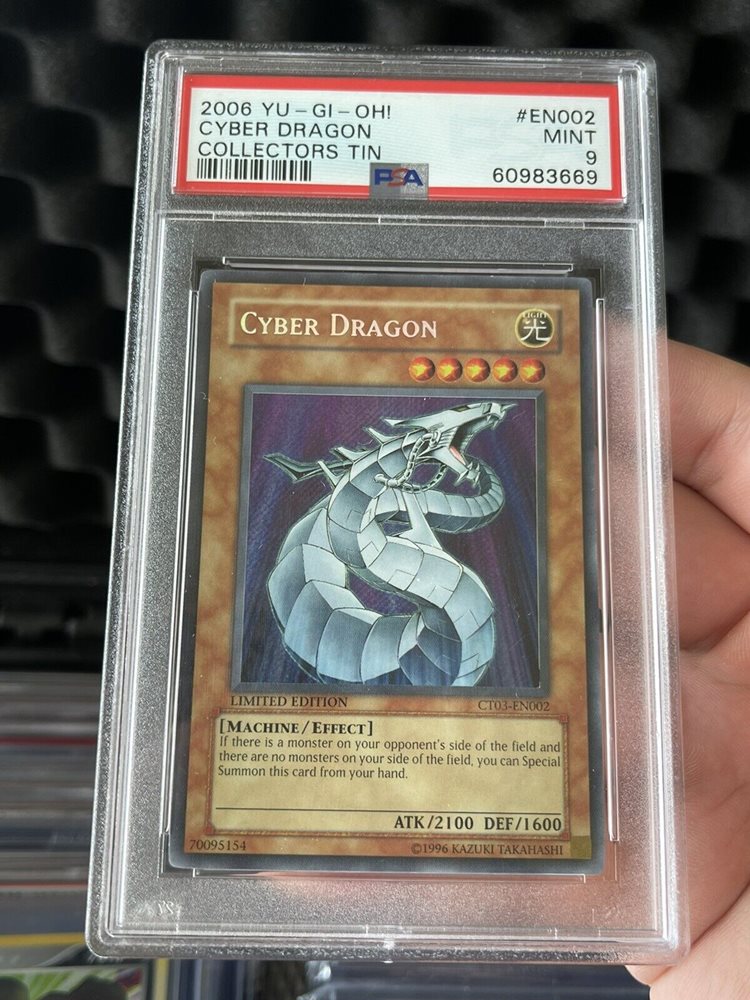 2006 YU-GI-OH! #EN002
CYBER DRAGON MINT
COLLECTORS TIN 9
PSA 60983669
CYBER DRAGON
LIGHT
光
LIMITED EDITION CT03-EN002
[MACHINE/EFFECT]
If there is a monster on your opponent's side of the field and
there are no monsters on your side of the field, you can Special
Summon this card from your hand.
ATK/2100 DEF/1600
70095154 ©1996 KAZUKI TAKAHASHI